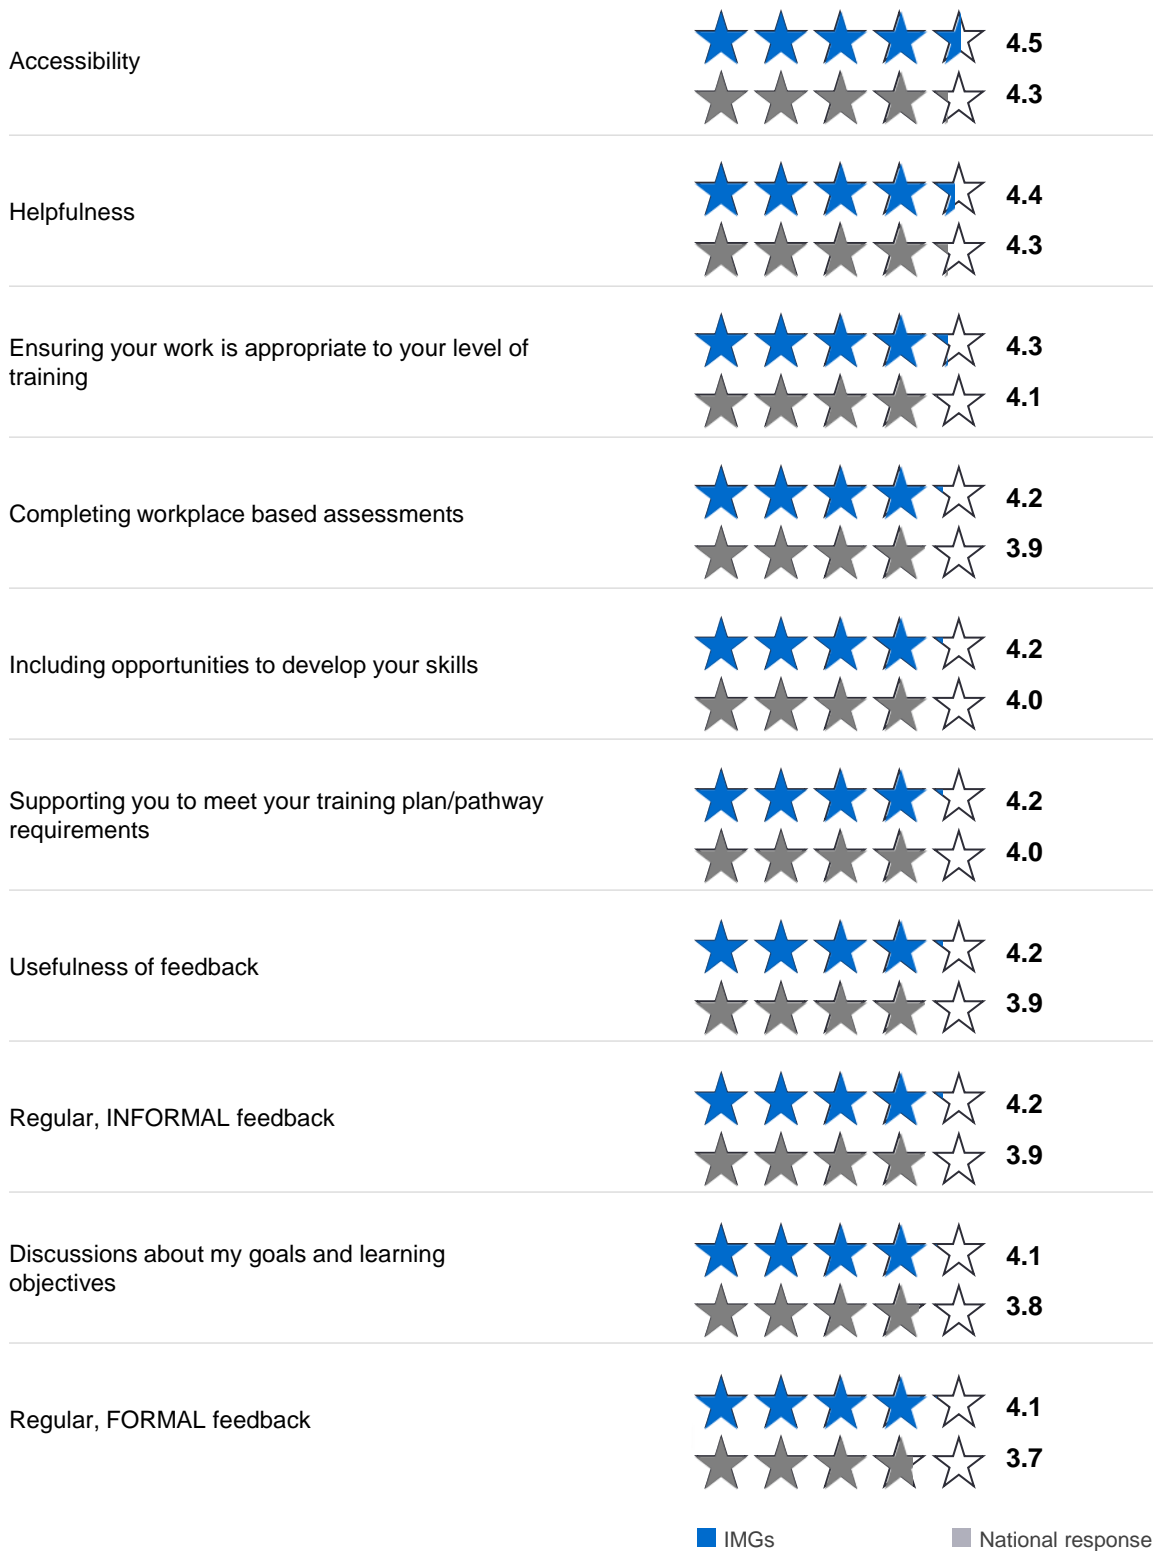 Accessibility
4.5
4.3
Helpfulness
4.4
4.3
Ensuring your work is appropriate to your level of
training
4.3
4.1
Completing workplace based assessments
4.2
3.9
Including opportunities to develop your skills
4.2
4.0
Supporting you to meet your training plan/pathway
requirements
4.2
4.0
Usefulness of feedback
4.2
3.9
Regular, INFORMAL feedback
4.2
3.9
Discussions about my goals and learning
objectives
4.1
3.8
Regular, FORMAL feedback
4.1
3.7
IMGs
National response